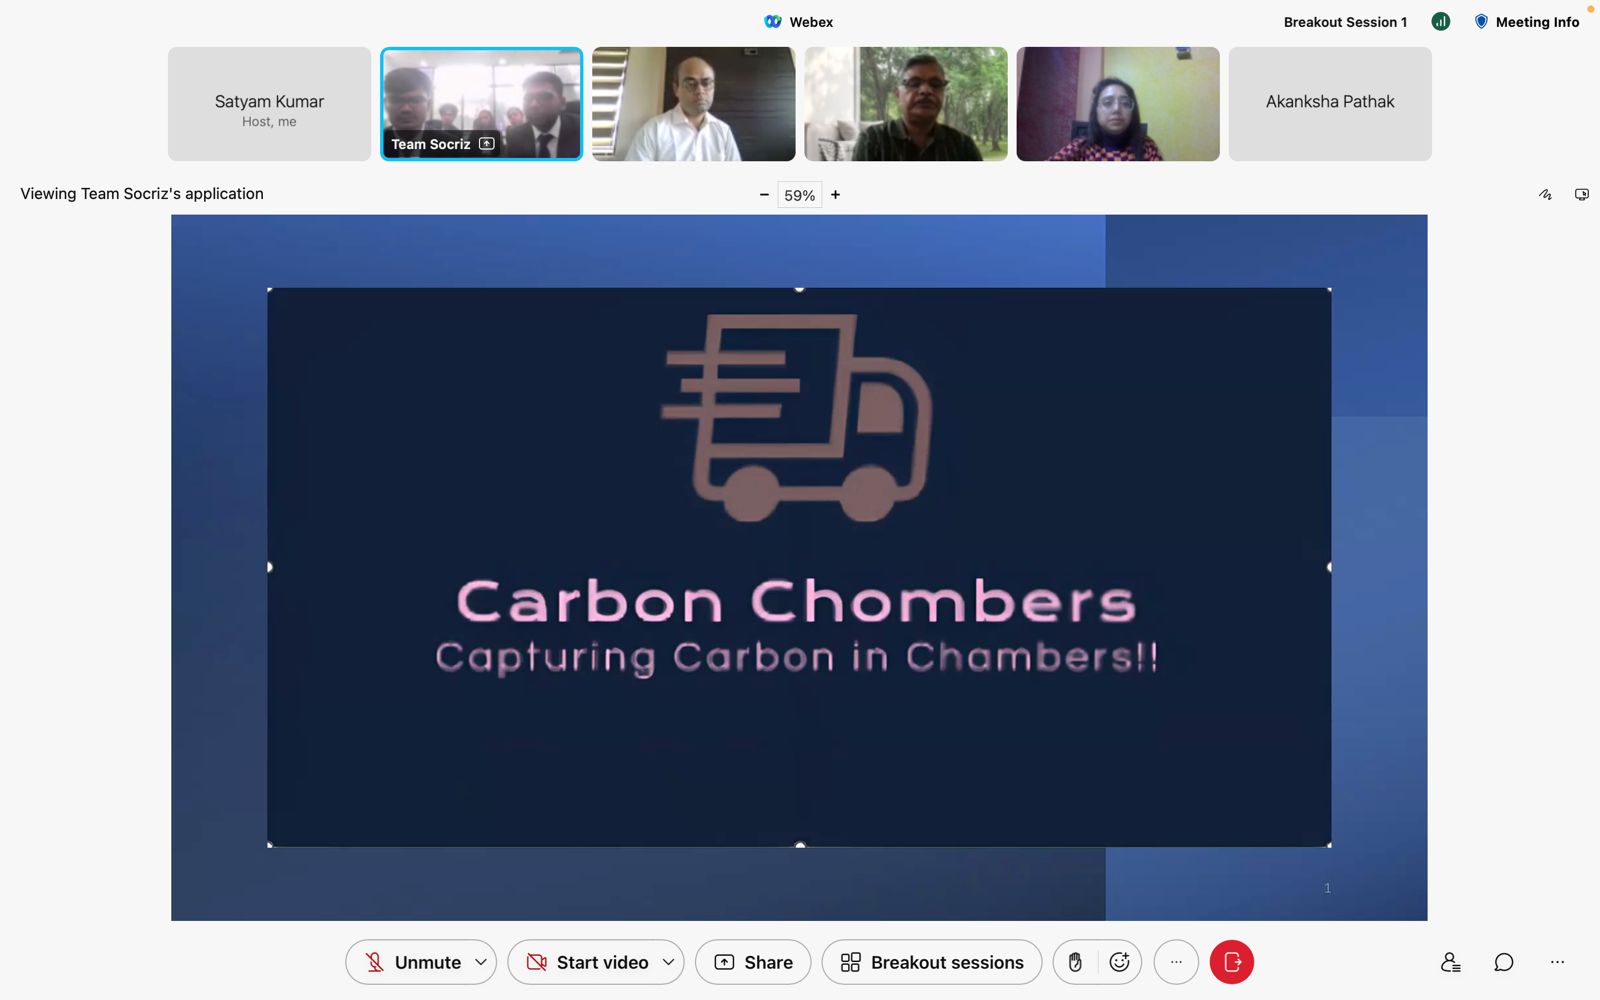 Webex
Breakout Session 1
Meeting Info
Satyam Kumar
Host, me
Team Socriz
Akanksha Pathak
Viewing Team Socriz's application
− 59% +
Carbon Chombers
Capturing Carbon in Chambers!!
1
Unmute
Start video
Share
Breakout sessions